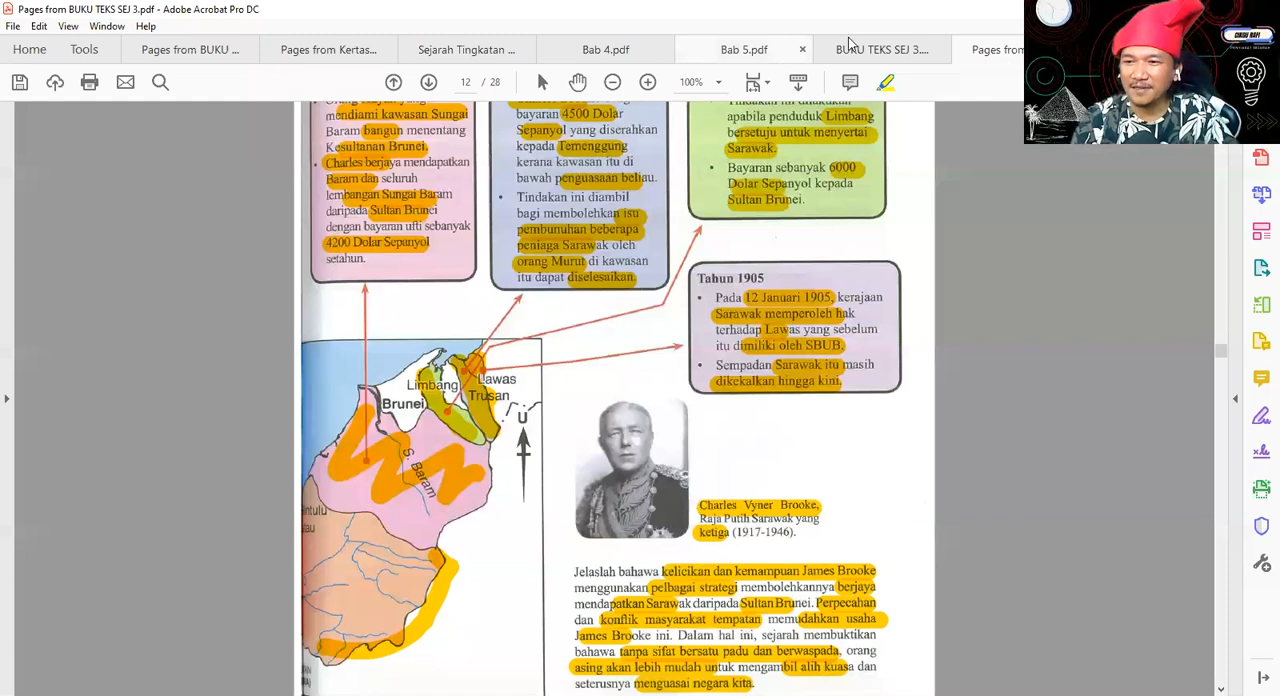 Pages from BUKU TEKS SEJ 3.pdf - Adobe Acrobat Pro DC
File Edit View Window Help
Home Tools Pages from BUKU ... Pages from Kertas... Sejarah Tingkatan ... Bab 4.pdf Bab 5.pdf × BUKU TEKS SEJ 3.... Pages from
CIKGU RAFI
12 / 28 100%
mendiami kawasan Sungai
Baram bangun menentang
Kesultanan Brunei.
• Charles berjaya mendapatkan
Baram dan seluruh
lembangan Sungai Baram
daripada Sultan Brunei
dengan bayaran ufti sebanyak
4200 Dolar Sepanyol
setahun.
bayaran 4500 Dolar
Sepanyol yang diserahkan
kepada Temenggung
kerana kawasan itu di
bawah penguasaan beliau.
• Tindakan ini diambil
bagi membolehkan isu
pembunuhan beberapa
peniaga Sarawak oleh
orang Murut di kawasan
itu dapat diselesaikan.
• Tindakan ini dilakukan
apabila penduduk Limbang
bersetuju untuk menyertai
Sarawak.
• Bayaran sebanyak 6000
Dolar Sepanyol kepada
Sultan Brunei.
Tahun 1905
• Pada 12 Januari 1905, kerajaan
Sarawak memperoleh hak
terhadap Lawas yang sebelum
itu dimiliki oleh SBUB.
• Sempadan Sarawak itu masih
dikekalkan hingga kini.
Limbang
Lawas
Trusan
Brunei
U
S. Baram
Charles Vyner Brooke,
Raja Putih Sarawak yang
ketiga (1917-1946).
Jelaslah bahawa kelicikan dan kemampuan James Brooke
menggunakan pelbagai strategi membolehkannya berjaya
mendapatkan Sarawak daripada Sultan Brunei. Perpecahan
dan konflik masyarakat tempatan memudahkan usaha
James Brooke ini. Dalam hal ini, sejarah membuktikan
bahawa tanpa sifat bersatu padu dan berwaspada, orang
asing akan lebih mudah untuk mengambil alih kuasa dan
seterusnya menguasai negara kita.